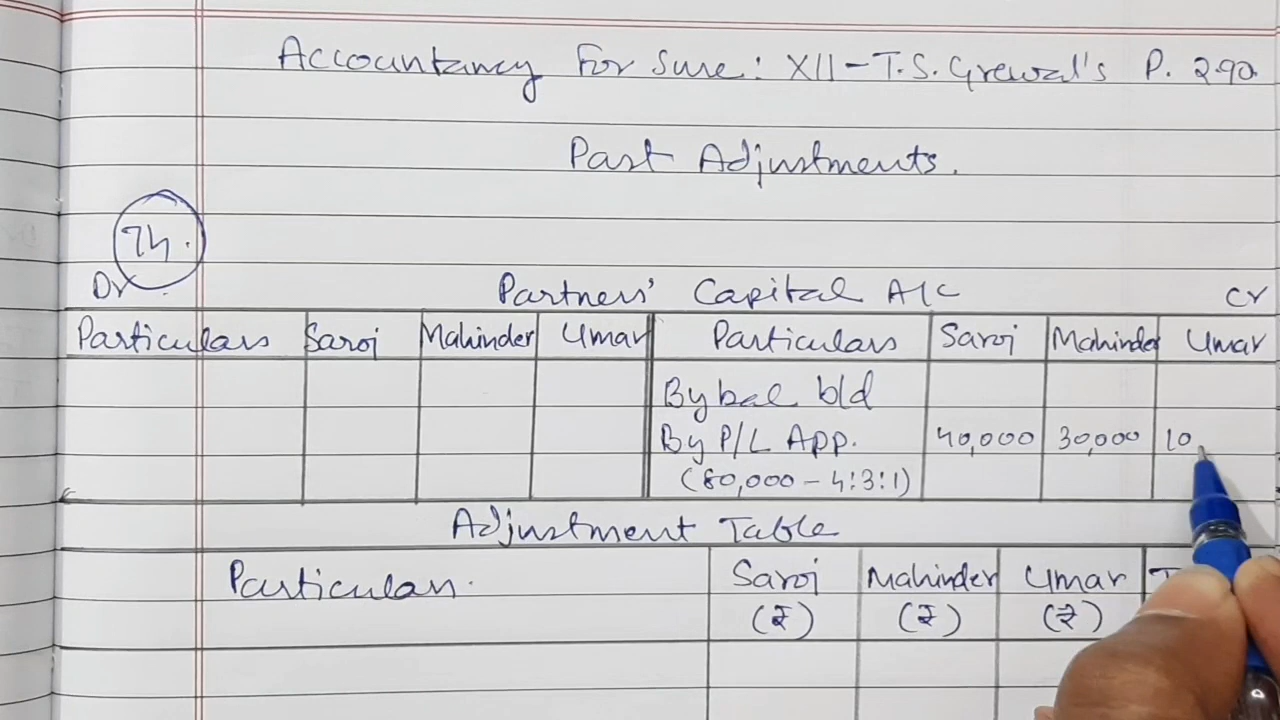 Accountancy For Sure: XII - T.S. Grewal's P. 2.90
Past Adjustments.
74.
Dr Partners' Capital A/C Cr
Particulars Saroj Mahinder Umar Particulars Saroj Mahinder Umar
By bal b/d
By P/L App. 40,000 30,000 10
(80,000 - 4:3:1)
Adjustment Table
Particulars. Saroj Mahinder Umar
(₹) (₹) (₹)